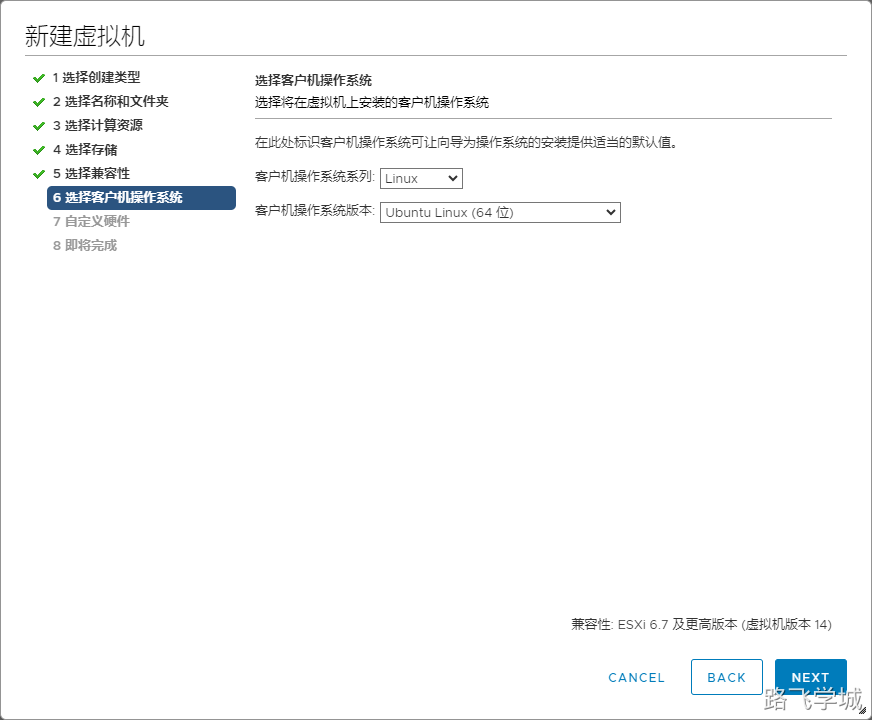 新建虚拟机
1 选择创建类型
2 选择名称和文件夹
3 选择计算资源
4 选择存储
5 选择兼容性
6 选择客户机操作系统
7 自定义硬件
8 即将完成
选择客户机操作系统
选择将在虚拟机上安装的客户机操作系统
在此处标识客户机操作系统可让向导为操作系统的安装提供适当的默认值。
客户机操作系统系列: Linux
客户机操作系统版本: Ubuntu Linux (64 位)
兼容性: ESXi 6.7 及更高版本 (虚拟机版本 14)
CANCEL BACK NEXT
路飞学城